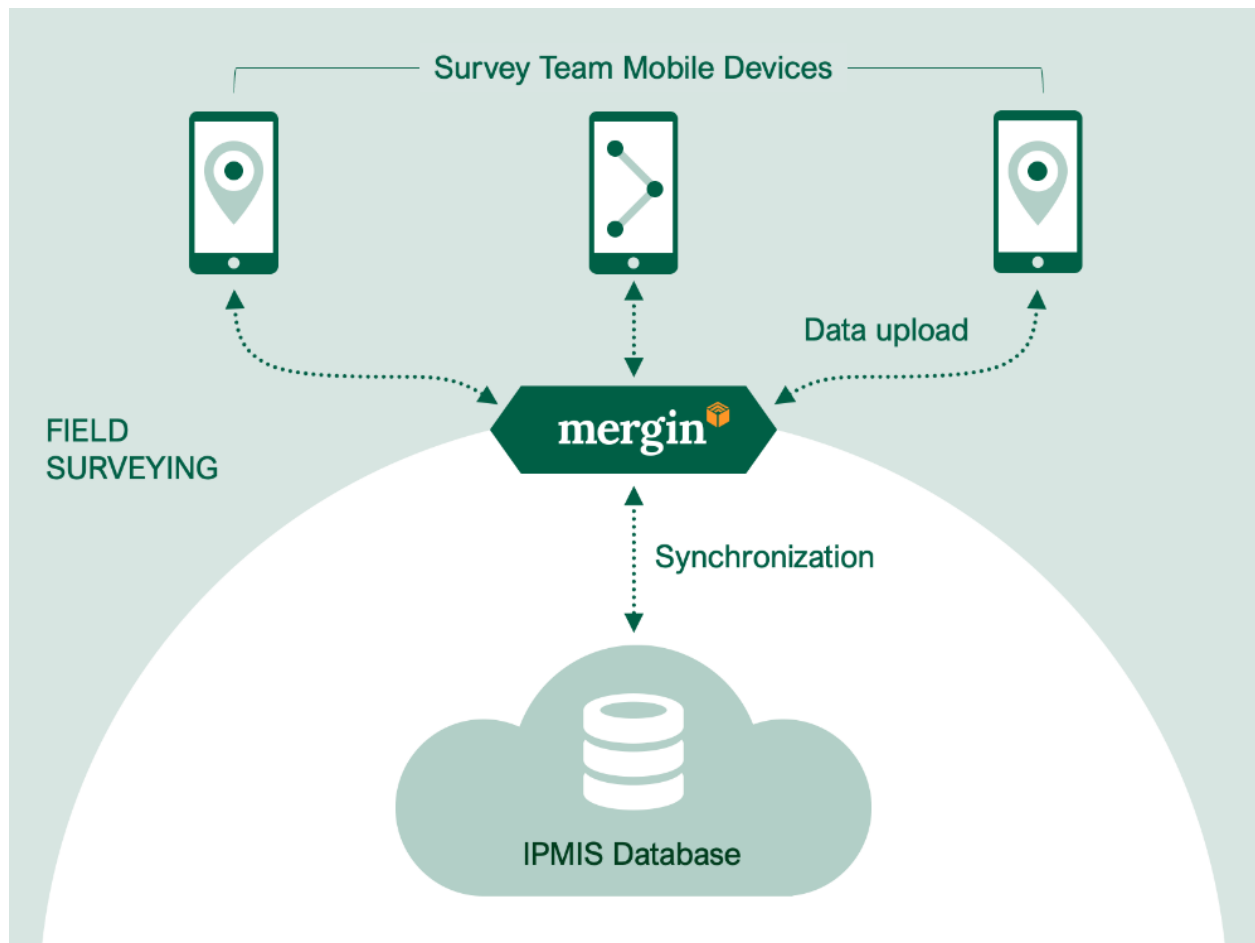 Survey Team Mobile Devices
Data upload
mergin
FIELD
SURVEYING
Synchronization
IPMIS Database